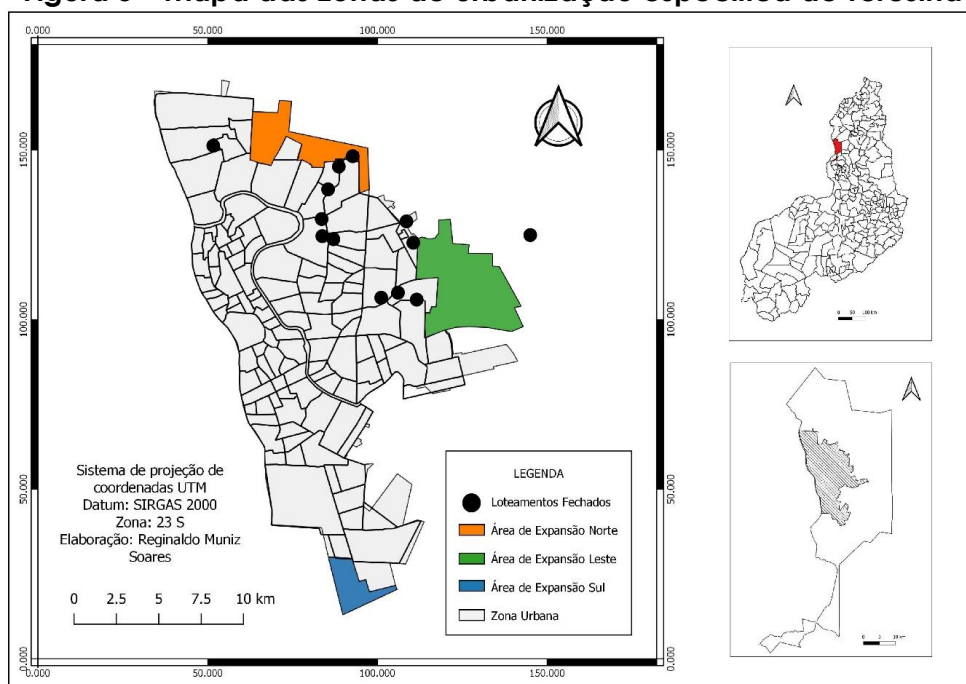 Mapa das zonas de urbanização específica de Teresina
0.000 50.000 100.000 150.000
150.000
100.000
50.000
0.000
Sistema de projeção de
coordenadas UTM
Datum: SIRGAS 2000
Zona: 23 S
Elaboração: Reginaldo Muniz
Soares
0 2.5 5 7.5 10 km
LEGENDA
Loteamentos Fechados
Área de Expansão Norte
Área de Expansão Leste
Área de Expansão Sul
Zona Urbana
150.000
100.000
50.000
0.000
0.000 50.000 100.000 150.000
0 50 100 km